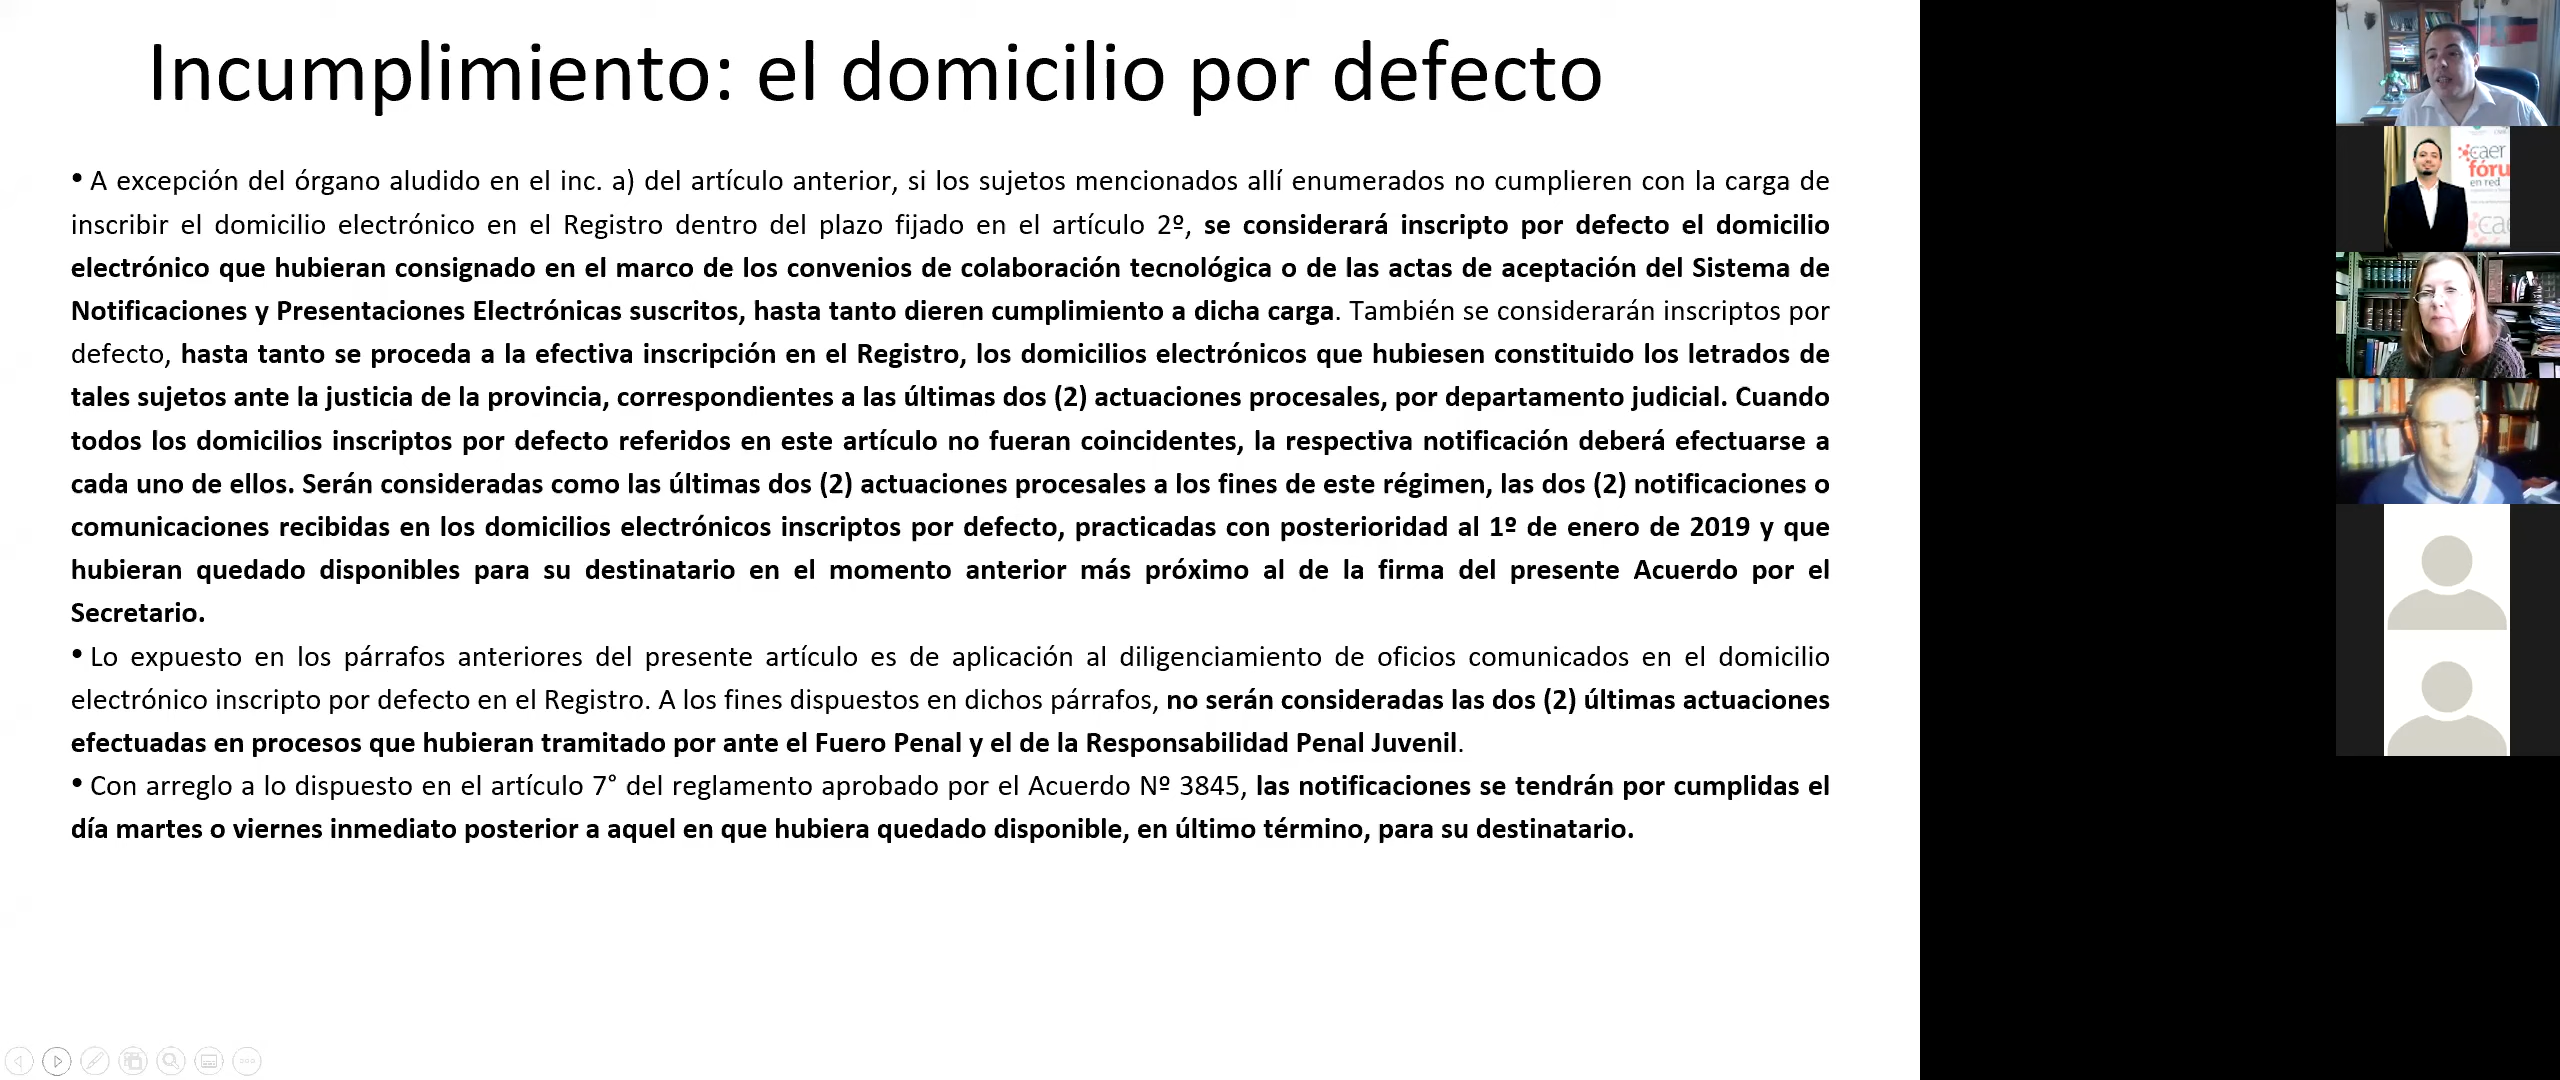 Incumplimiento: el domicilio por defecto
• A excepción del órgano aludido en el inc. a) del artículo anterior, si los sujetos mencionados allí enumerados no cumplieren con la carga de
inscribir el domicilio electrónico en el Registro dentro del plazo fijado en el artículo 2º, se considerará inscripto por defecto el domicilio
electrónico que hubieran consignado en el marco de los convenios de colaboración tecnológica o de las actas de aceptación del Sistema de
Notificaciones y Presentaciones Electrónicas suscritos, hasta tanto dieren cumplimiento a dicha carga. También se considerarán inscriptos por
defecto, hasta tanto se proceda a la efectiva inscripción en el Registro, los domicilios electrónicos que hubiesen constituido los letrados de
tales sujetos ante la justicia de la provincia, correspondientes a las últimas dos (2) actuaciones procesales, por departamento judicial. Cuando
todos los domicilios inscriptos por defecto referidos en este artículo no fueran coincidentes, la respectiva notificación deberá efectuarse a
cada uno de ellos. Serán consideradas como las últimas dos (2) actuaciones procesales a los fines de este régimen, las dos (2) notificaciones o
comunicaciones recibidas en los domicilios electrónicos inscriptos por defecto, practicadas con posterioridad al 1º de enero de 2019 y que
hubieran quedado disponibles para su destinatario en el momento anterior más próximo al de la firma del presente Acuerdo por el
Secretario.
• Lo expuesto en los párrafos anteriores del presente artículo es de aplicación al diligenciamiento de oficios comunicados en el domicilio
electrónico inscripto por defecto en el Registro. A los fines dispuestos en dichos párrafos, no serán consideradas las dos (2) últimas actuaciones
efectuadas en procesos que hubieran tramitado por ante el Fuero Penal y el de la Responsabilidad Penal Juvenil.
• Con arreglo a lo dispuesto en el artículo 7° del reglamento aprobado por el Acuerdo Nº 3845, las notificaciones se tendrán por cumplidas el
día martes o viernes inmediato posterior a aquel en que hubiera quedado disponible, en último término, para su destinatario.
caer
fóru
en red